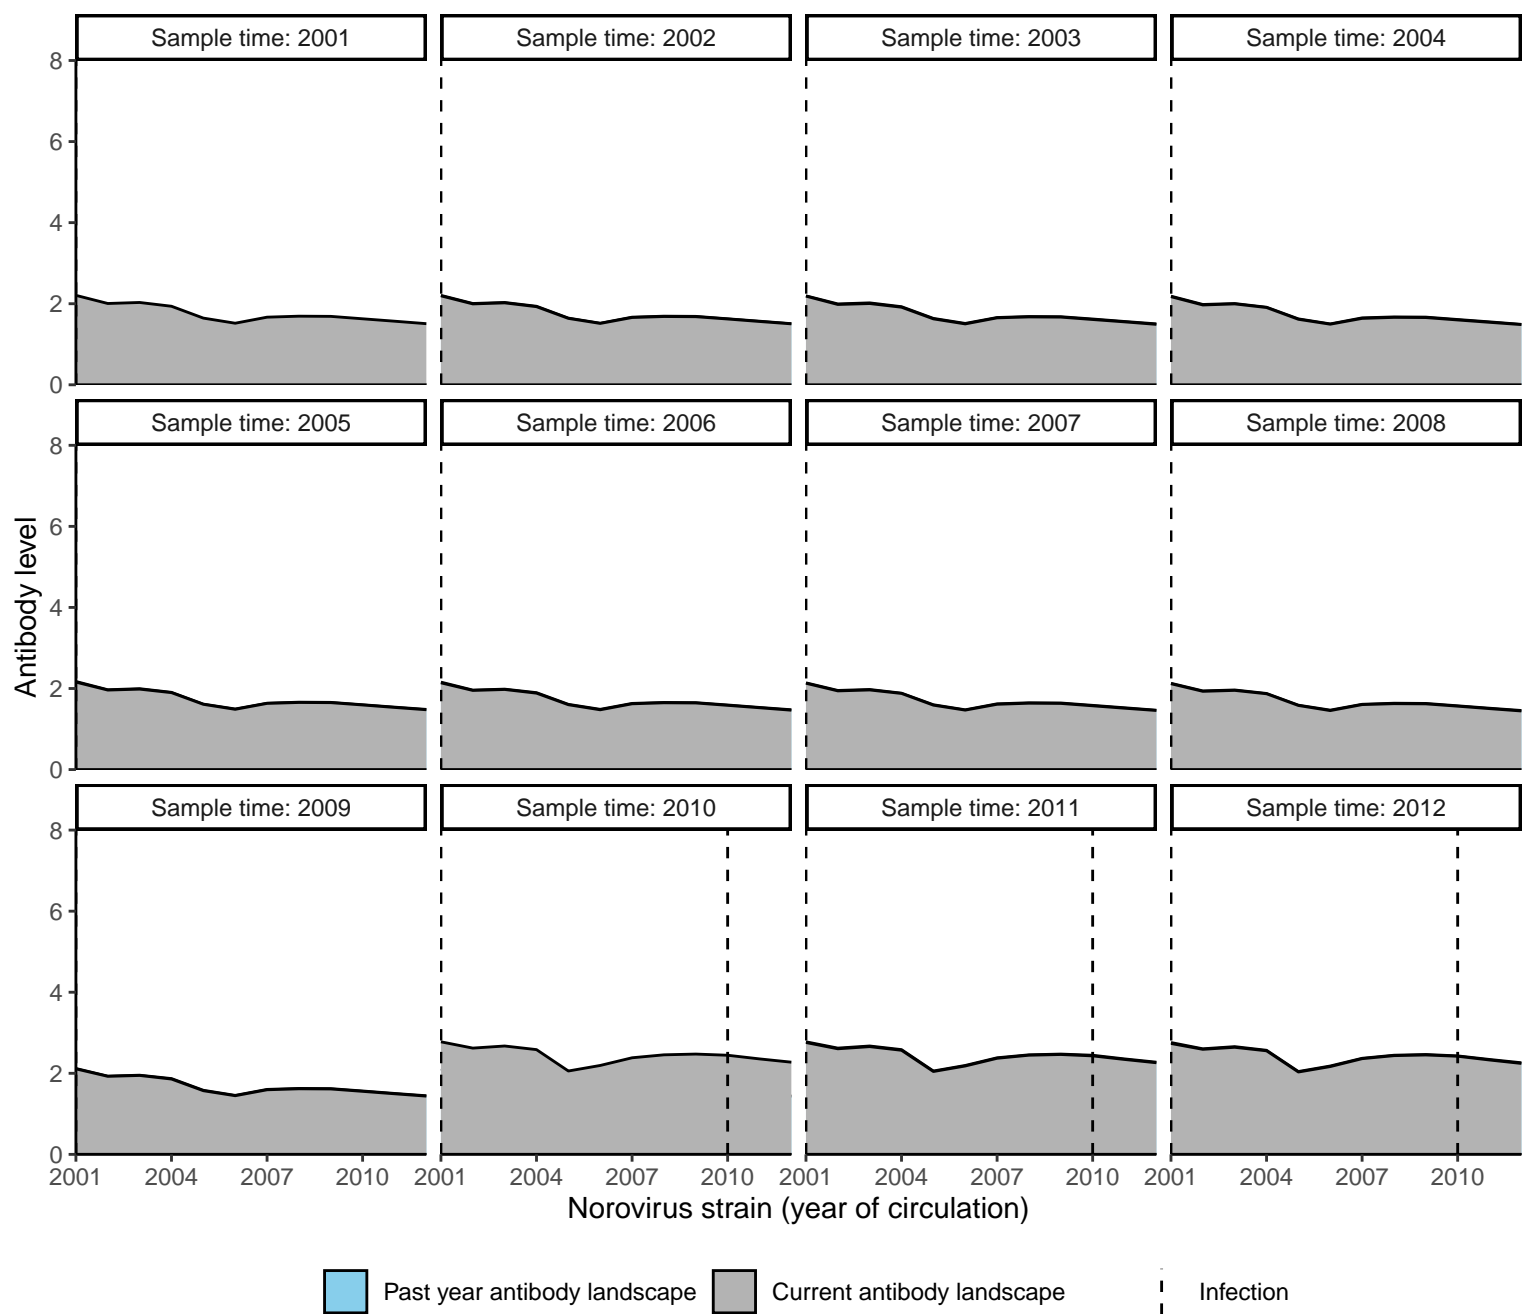 Sample time: 2001 Sample time: 2002 Sample time: 2003 Sample time: 2004
8
6
4
2
0
Sample time: 2005 Sample time: 2006 Sample time: 2007 Sample time: 2008
8
6
4
2
0
Antibody level
Sample time: 2009 Sample time: 2010 Sample time: 2011 Sample time: 2012
8
6
4
2
0
2001 2004 2007 2010 2001 2004 2007 2010 2001 2004 2007 2010 2001 2004 2007 2010
Norovirus strain (year of circulation)
Past year antibody landscape Current antibody landscape Infection